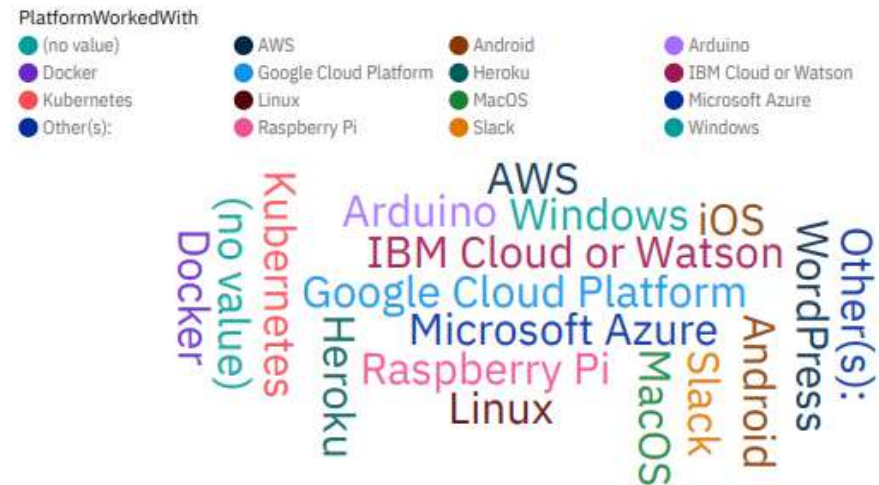 PlatformWorkedWith
(no value) AWS Android Arduino
Docker Google Cloud Platform Heroku IBM Cloud or Watson
Kubernetes Linux MacOS Microsoft Azure
Other(s): Raspberry Pi Slack Windows
AWS
Arduino Windows iOS
IBM Cloud or Watson
Google Cloud Platform
Microsoft Azure
Raspberry Pi
Linux
Docker
(no value)
Kubernetes
Heroku
MacOS
Slack
Android
WordPress
Other(s):